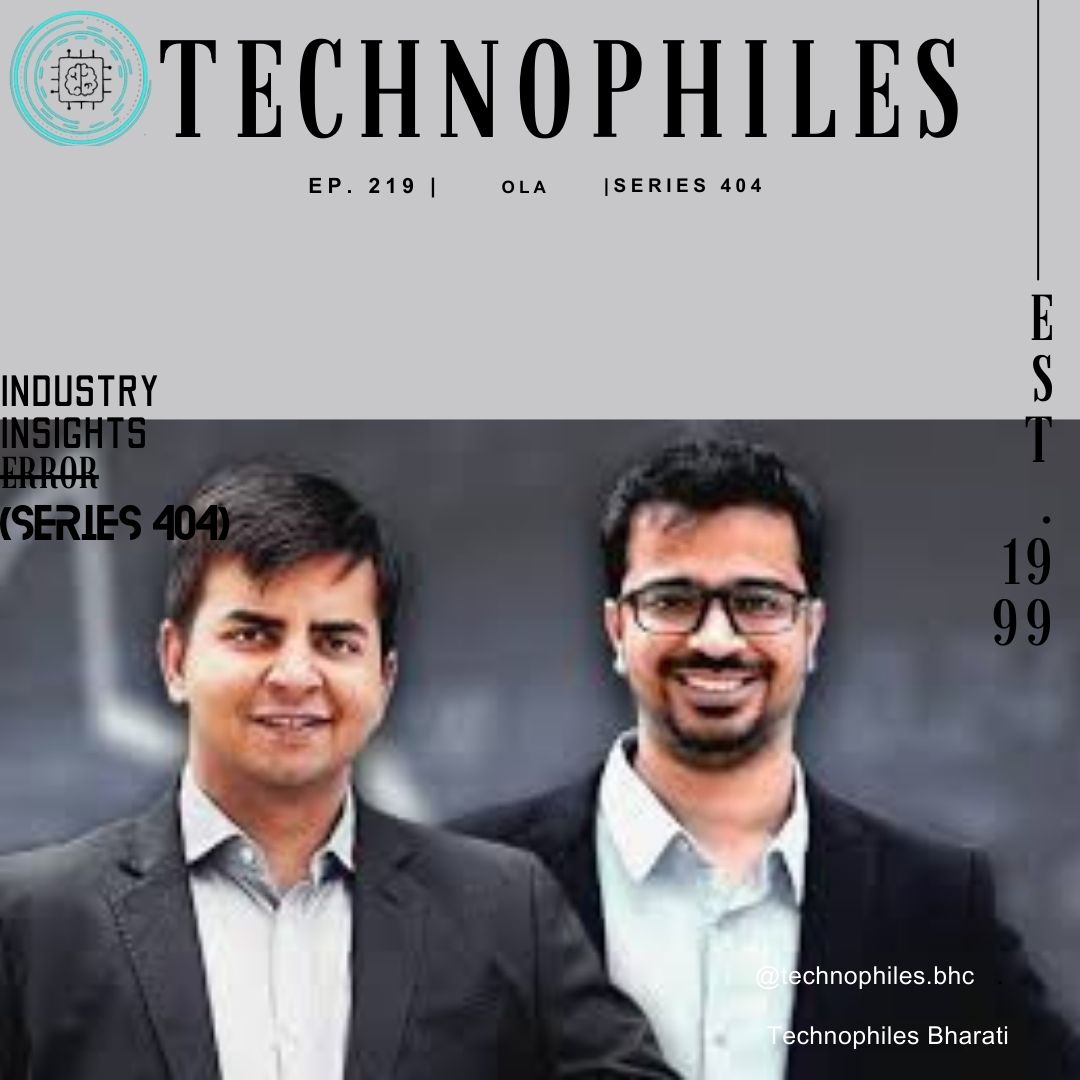 TECHNOPHILES
EP. 219 | OLA |SERIES 404
INDUSTRY
INSIGHTS
ERROR
(SERIES 404)
E
S
T
.
19
99
@technophiles.bhc
Technophiles Bharati